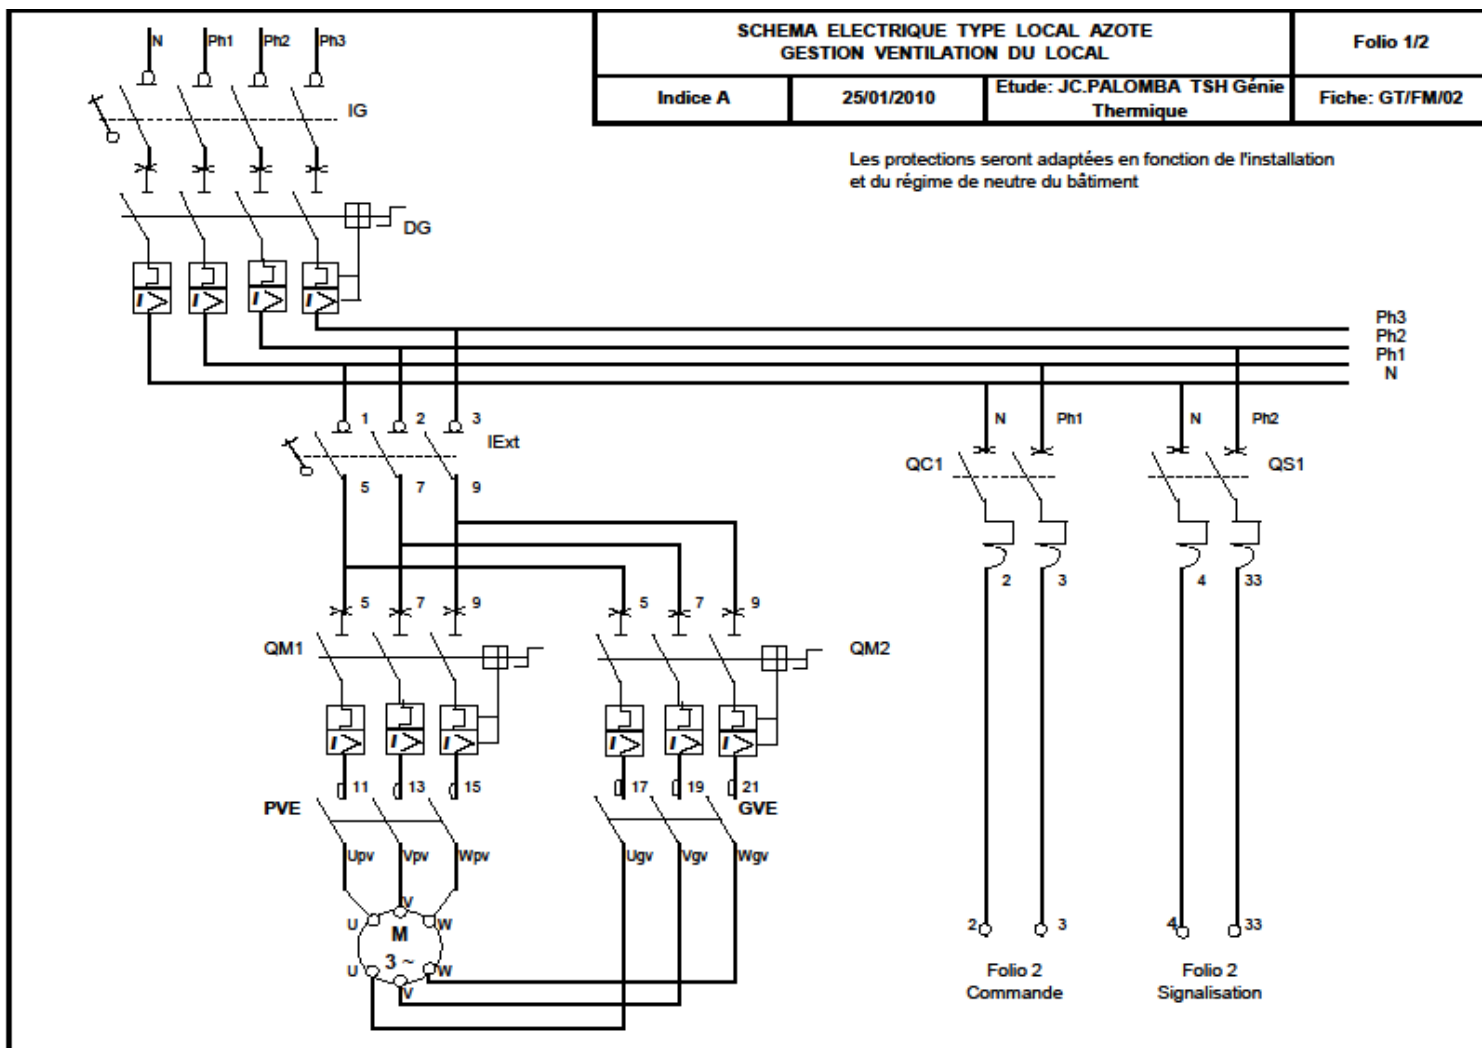 N Ph1 Ph2 Ph3
SCHEMA ELECTRIQUE TYPE LOCAL AZOTE
GESTION VENTILATION DU LOCAL
Folio 1/2
Indice A
25/01/2010
Etude: JC.PALOMBA TSH Génie
Thermique
Fiche: GT/FM/02
IG
Les protections seront adaptées en fonction de l'installation
et du régime de neutre du bâtiment
DG
I> I> I> I>
Ph3
Ph2
Ph1
N
1 2 3
IExt
5 7 9
N Ph1
N Ph2
QC1
QS1
2 3
4 33
5 7 9
5 7 9
QM1
QM2
I> I> I>
I> I> I>
11 13 15
17 19 21
PVE
GVE
Upv Vpv Wpv
Ugv Vgv Wgv
U V W
M
3 ~
U V W
2 3
4 33
Folio 2
Commande
Folio 2
Signalisation